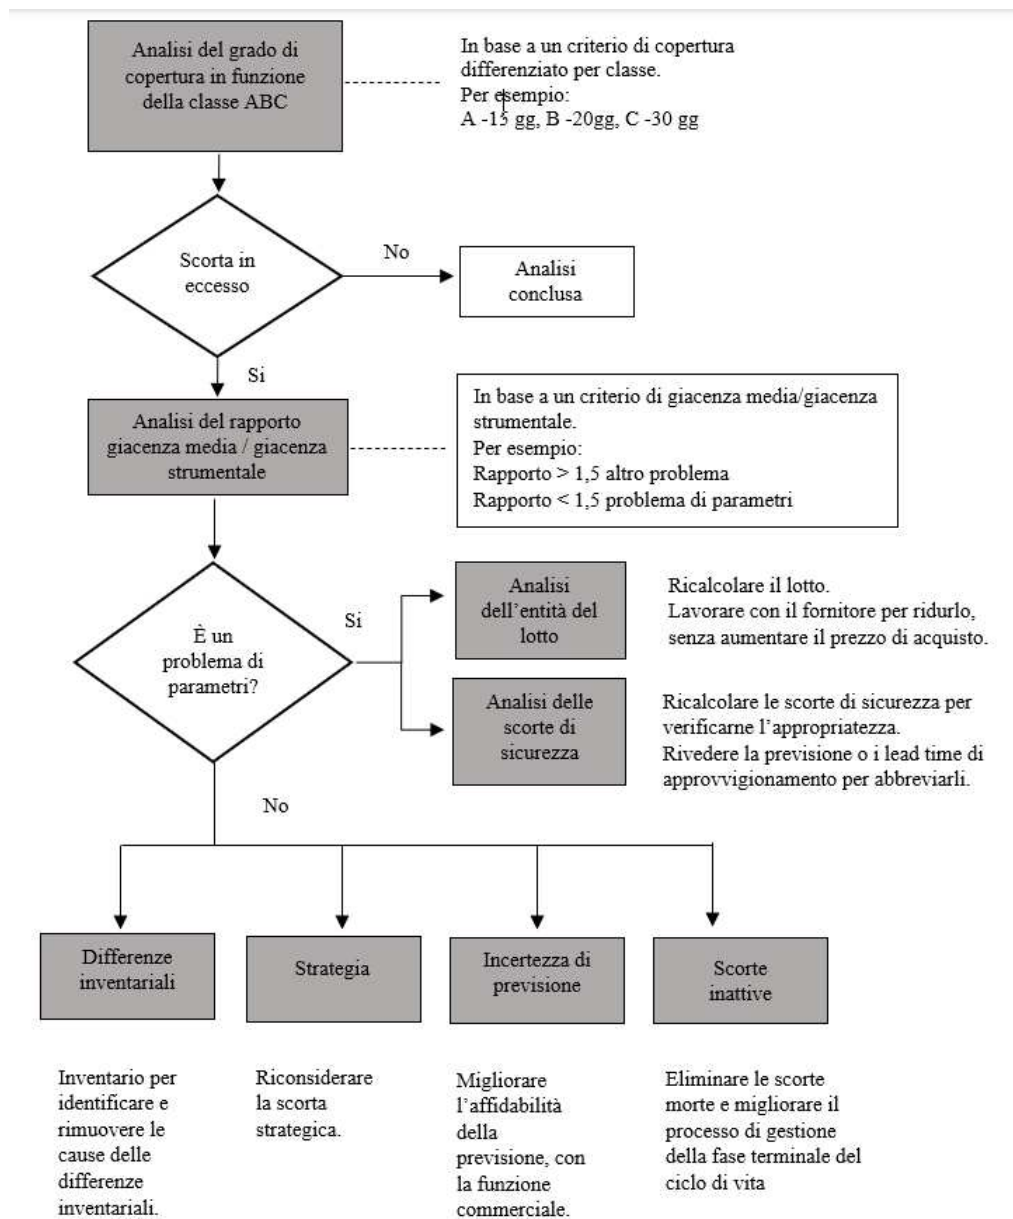 Analisi del grado di
copertura in funzione
della classe ABC
In base a un criterio di copertura
differenziato per classe.
Per esempio:
A -15 gg, B -20gg, C -30 gg
Scorta in
eccesso
No
Analisi
conclusa
Si
Analisi del rapporto
giacenza media / giacenza
strumentale
In base a un criterio di giacenza media/giacenza
strumentale.
Per esempio:
Rapporto > 1,5 altro problema
Rapporto < 1,5 problema di parametri
È un
problema di
parametri?
Si
Analisi
dell’entità del
lotto
Ricalcolare il lotto.
Lavorare con il fornitore per ridurlo,
senza aumentare il prezzo di acquisto.
Analisi delle
scorte di
sicurezza
Ricalcolare le scorte di sicurezza per
verificarne l’appropriatezza.
Rivedere la previsione o i lead time di
approvvigionamento per abbreviarli.
No
Differenze
inventariali
Strategia
Incertezza di
previsione
Scorte
inattive
Inventario per
identificare e
rimuovere le
cause delle
differenze
inventariali.
Riconsiderare
la scorta
strategica.
Migliorare
l’affidabilità
della
previsione, con
la funzione
commerciale.
Eliminare le scorte
morte e migliorare il
processo di gestione
della fase terminale del
ciclo di vita